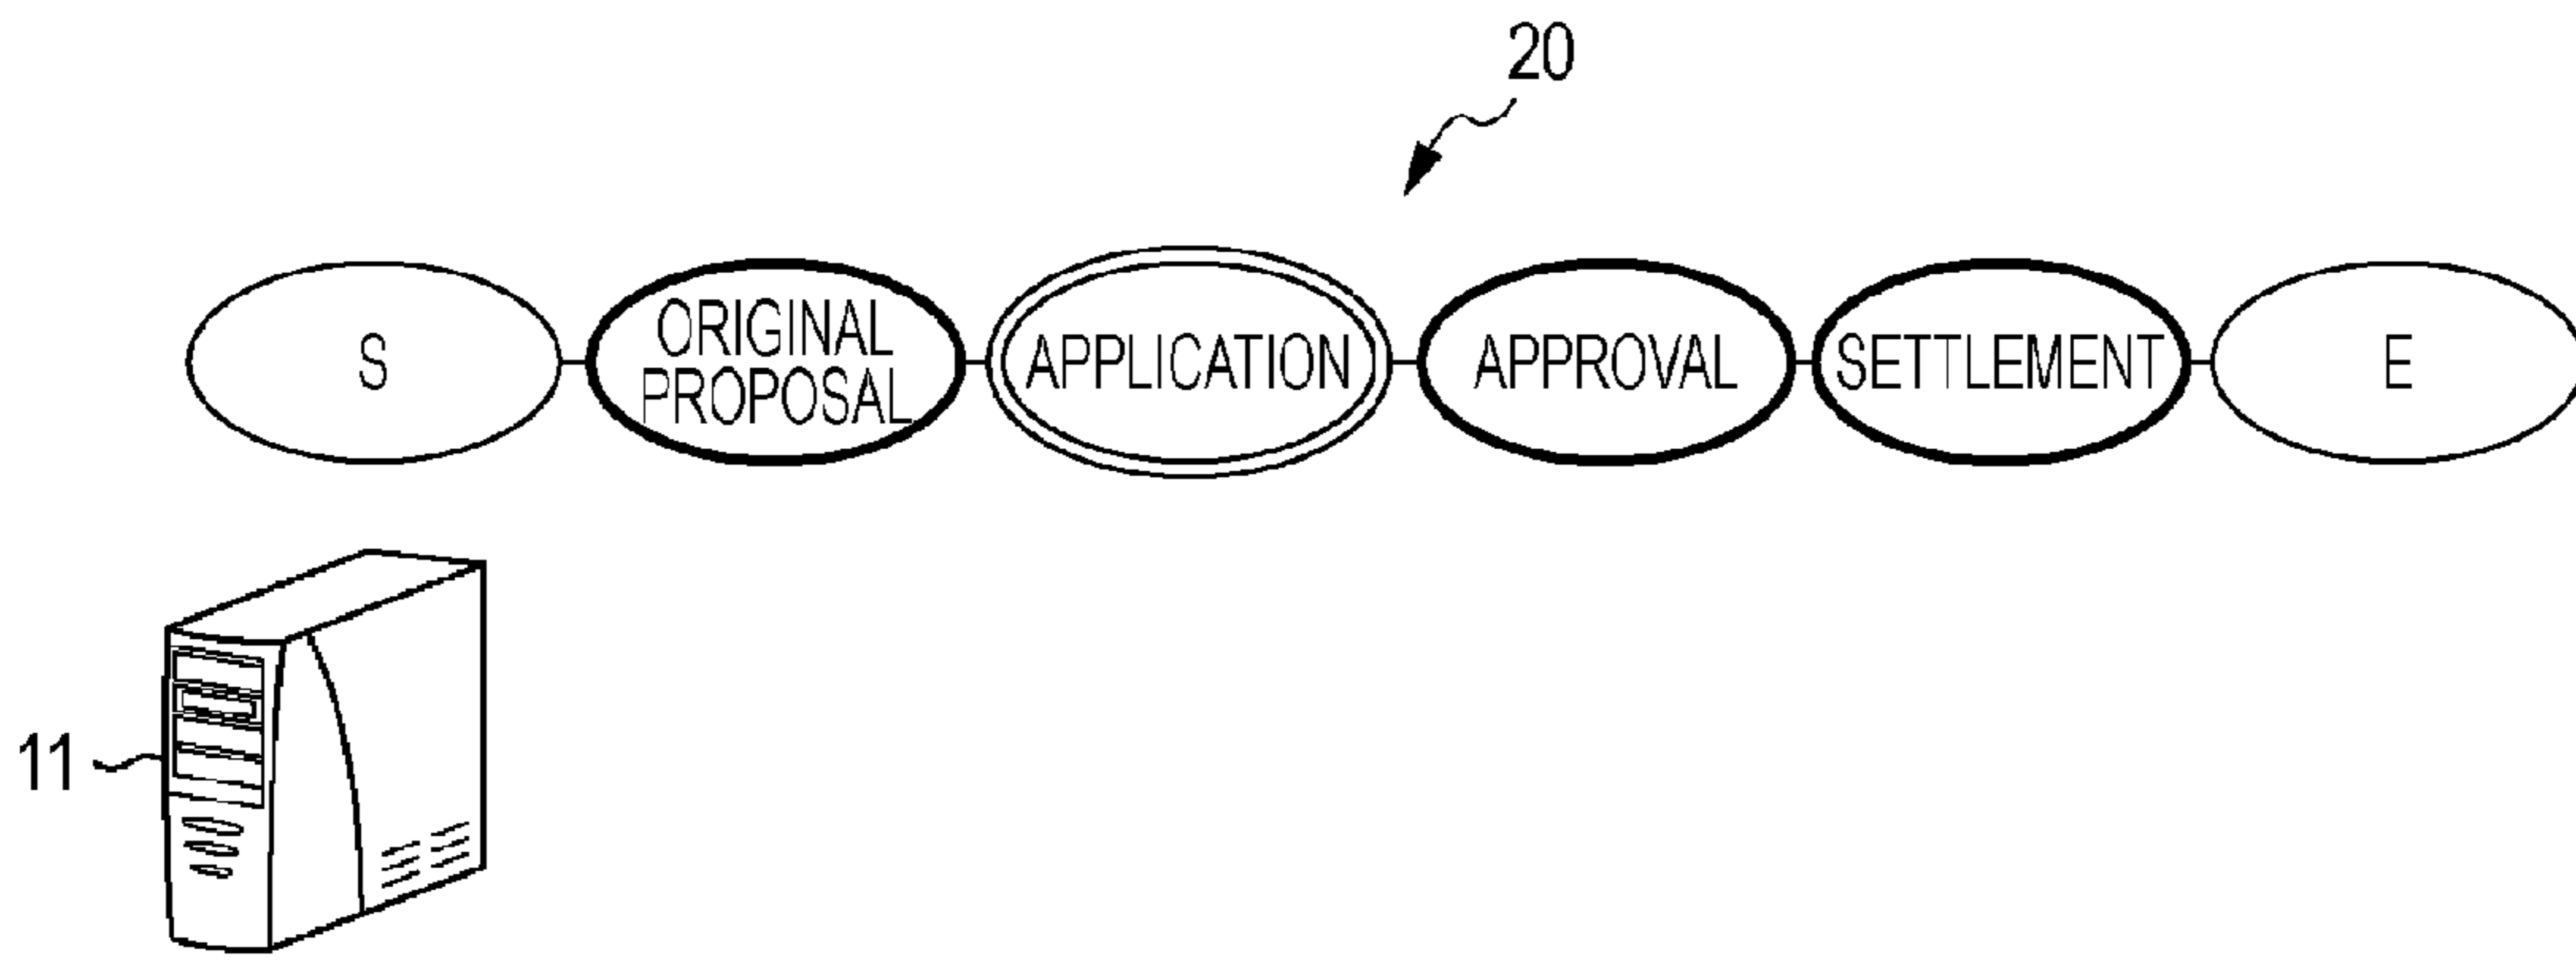 20
S
ORIGINAL
PROPOSAL
APPLICATION
APPROVAL
SETTLEMENT
E
11